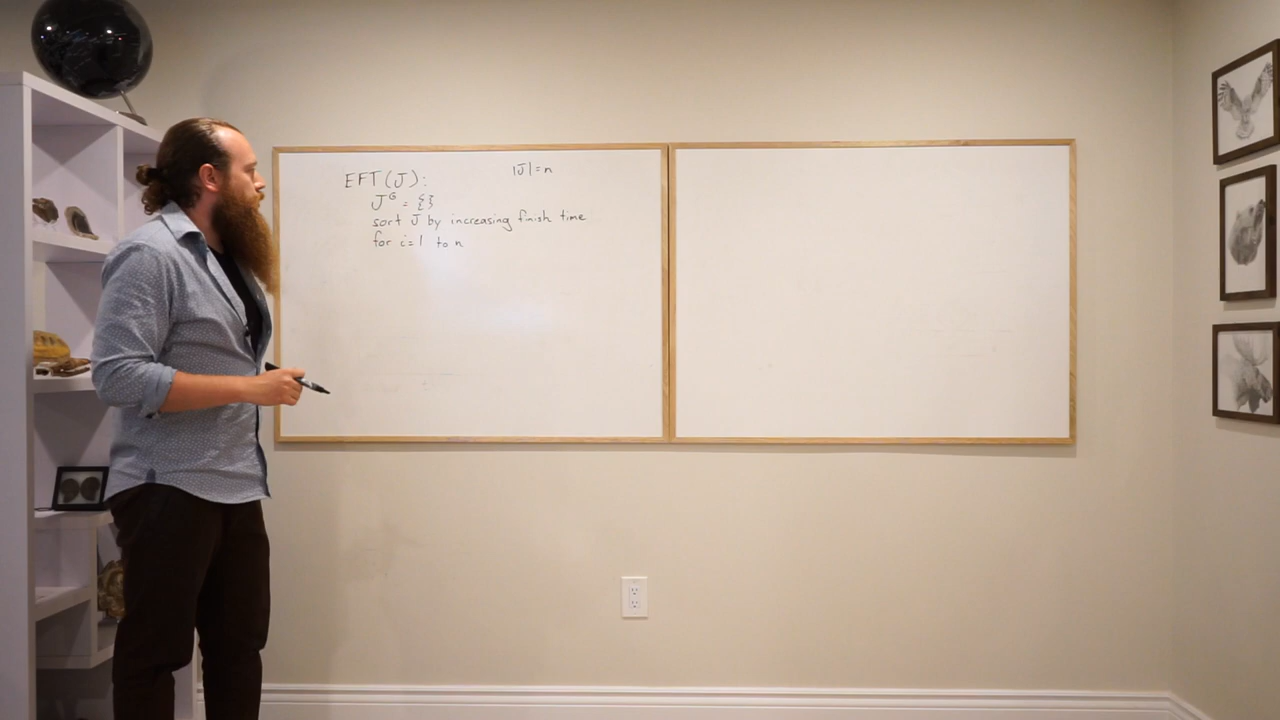 EFT(J): |J|=n
J^G = {}
sort J by increasing finish time
for i=1 to n